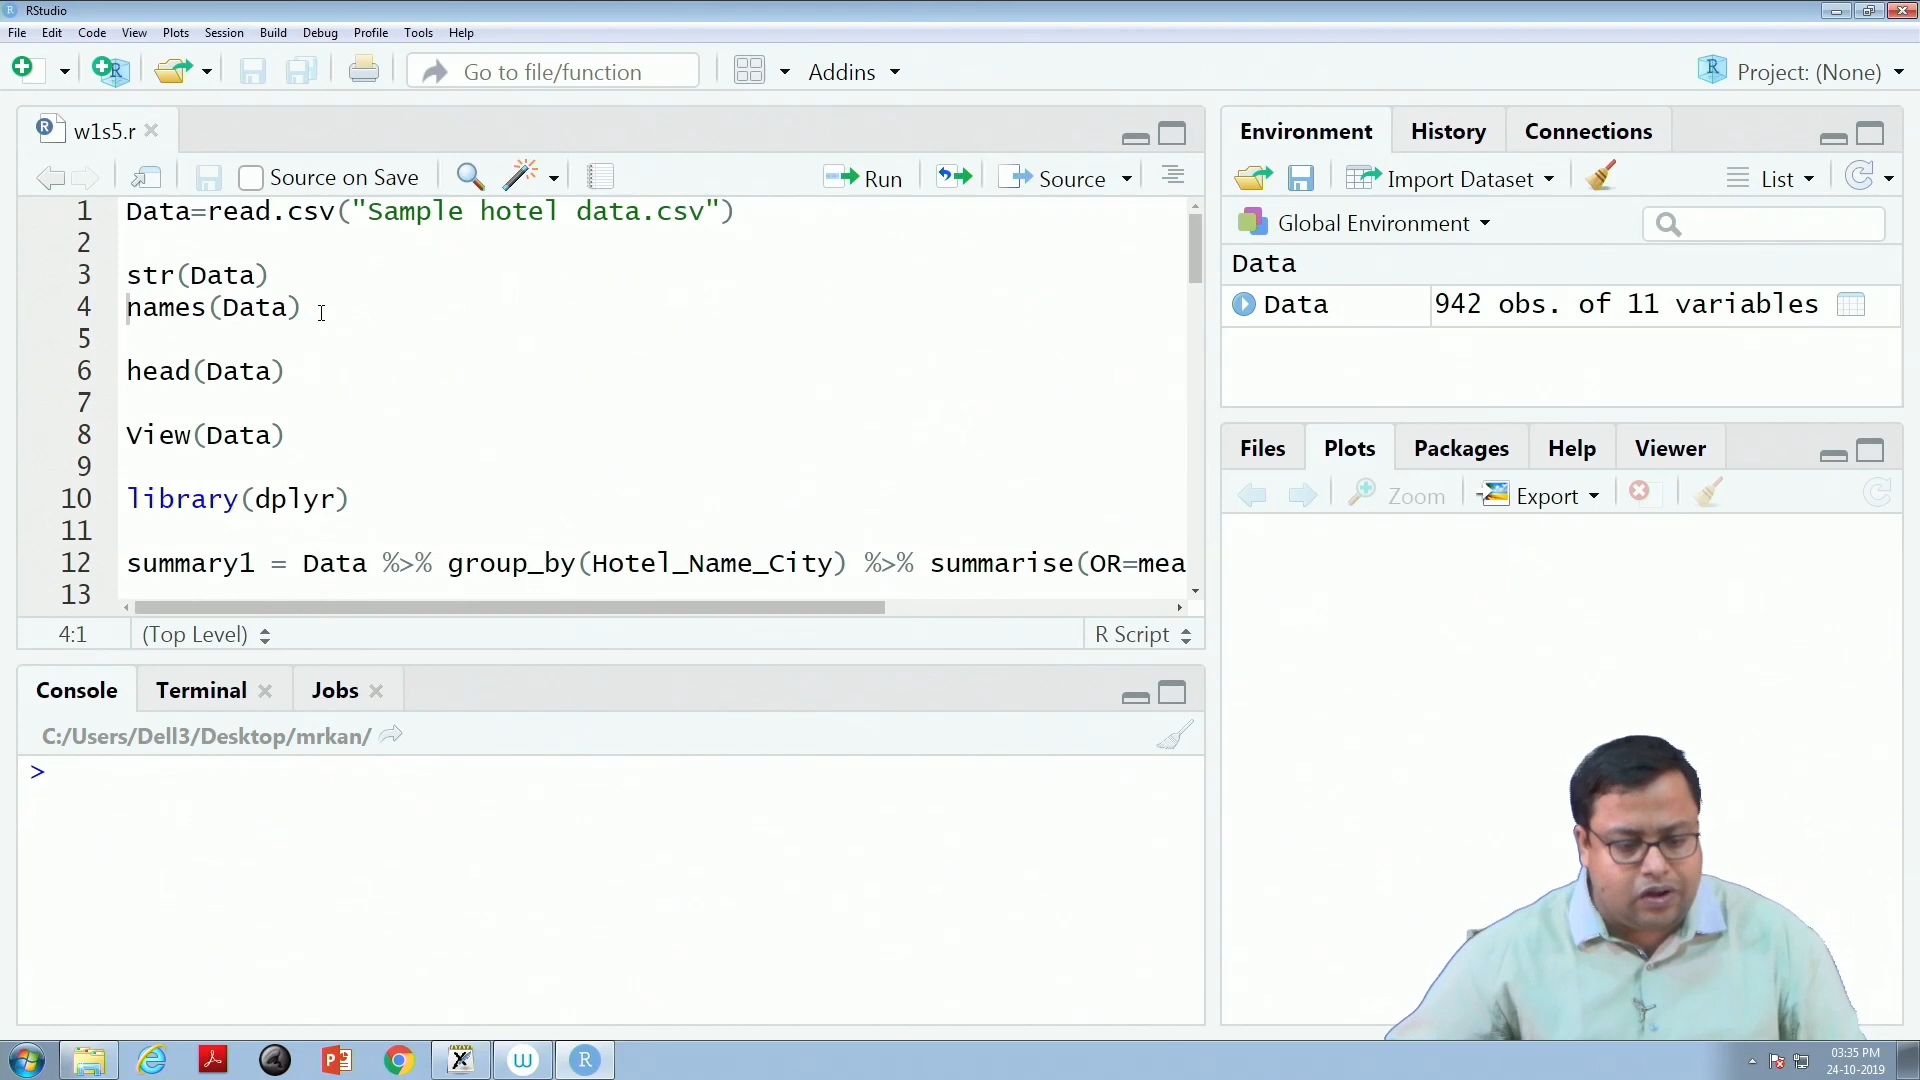 RStudio
File Edit Code View Plots Session Build Debug Profile Tools Help
Go to file/function Addins Project: (None)
w1s5.r
Source on Save Run Source
1 Data=read.csv("Sample hotel data.csv")
2
3 str(Data)
4 names(Data)
5
6 head(Data)
7
8 View(Data)
9
10 library(dplyr)
11
12 summary1 = Data %>% group_by(Hotel_Name_City) %>% summarise(OR=mea
13
4:1 (Top Level) R Script
Console Terminal Jobs
C:/Users/Dell3/Desktop/mrkan/
>
Environment History Connections
Import Dataset List
Global Environment
Data
Data 942 obs. of 11 variables
Files Plots Packages Help Viewer
Zoom Export
03:35 PM
24-10-2019